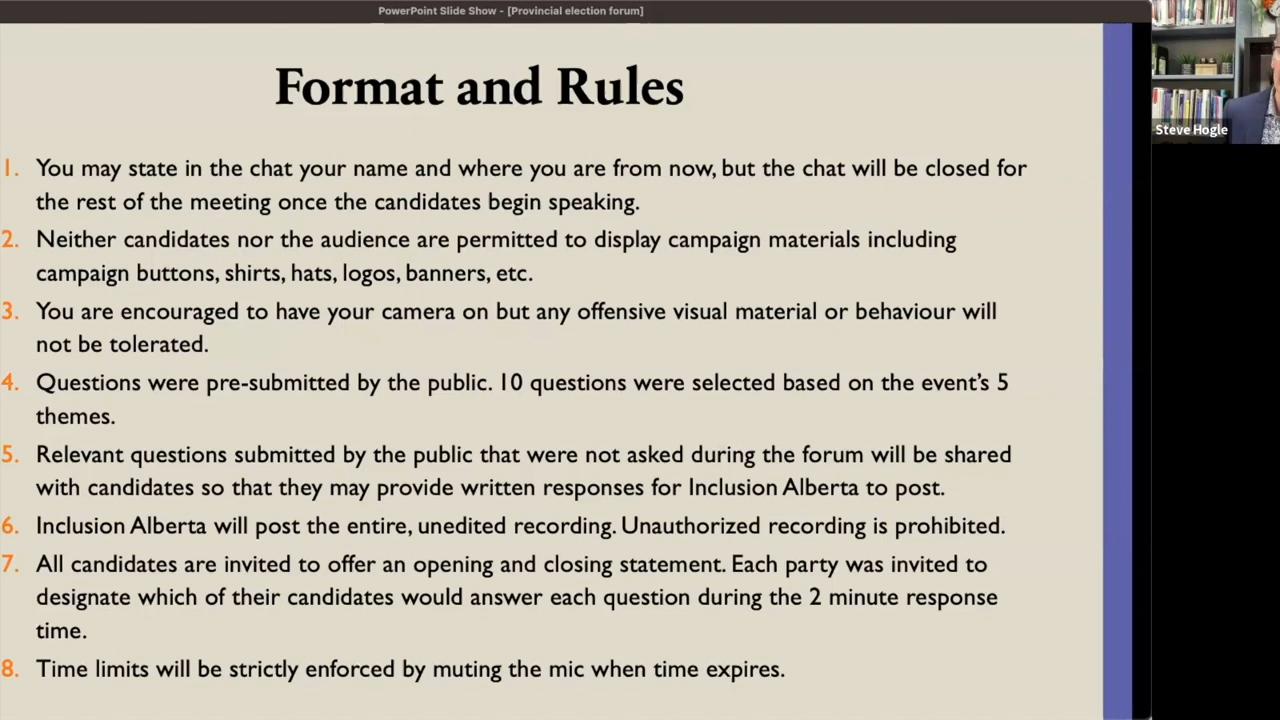 PowerPoint Slide Show - [Provincial election forum]
Format and Rules
1. You may state in the chat your name and where you are from now, but the chat will be closed for
the rest of the meeting once the candidates begin speaking.
2. Neither candidates nor the audience are permitted to display campaign materials including
campaign buttons, shirts, hats, logos, banners, etc.
3. You are encouraged to have your camera on but any offensive visual material or behaviour will
not be tolerated.
4. Questions were pre-submitted by the public. 10 questions were selected based on the event’s 5
themes.
5. Relevant questions submitted by the public that were not asked during the forum will be shared
with candidates so that they may provide written responses for Inclusion Alberta to post.
6. Inclusion Alberta will post the entire, unedited recording. Unauthorized recording is prohibited.
7. All candidates are invited to offer an opening and closing statement. Each party was invited to
designate which of their candidates would answer each question during the 2 minute response
time.
8. Time limits will be strictly enforced by muting the mic when time expires.
Steve Hogle